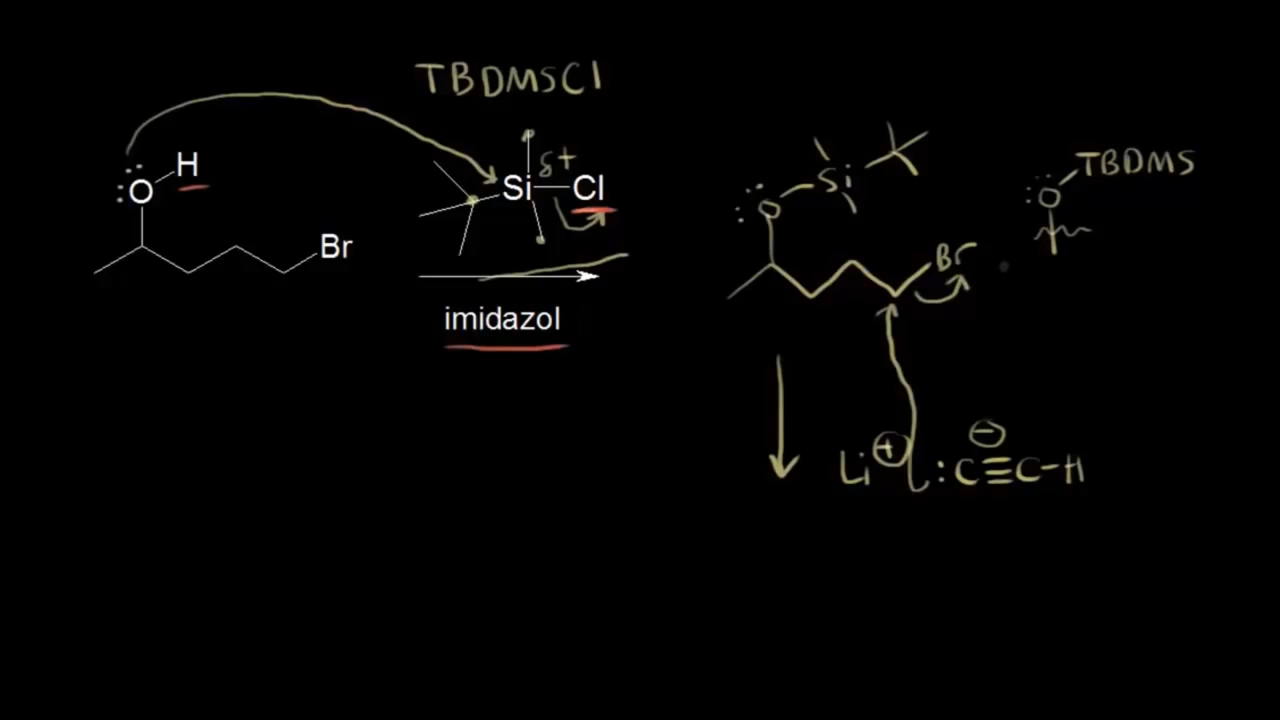 TBDMSCl
H
:O
Si
δ+
Cl
Br
imidazol
Si
:O
Br
TBDMS
:O
Li + :C≡C-H
−